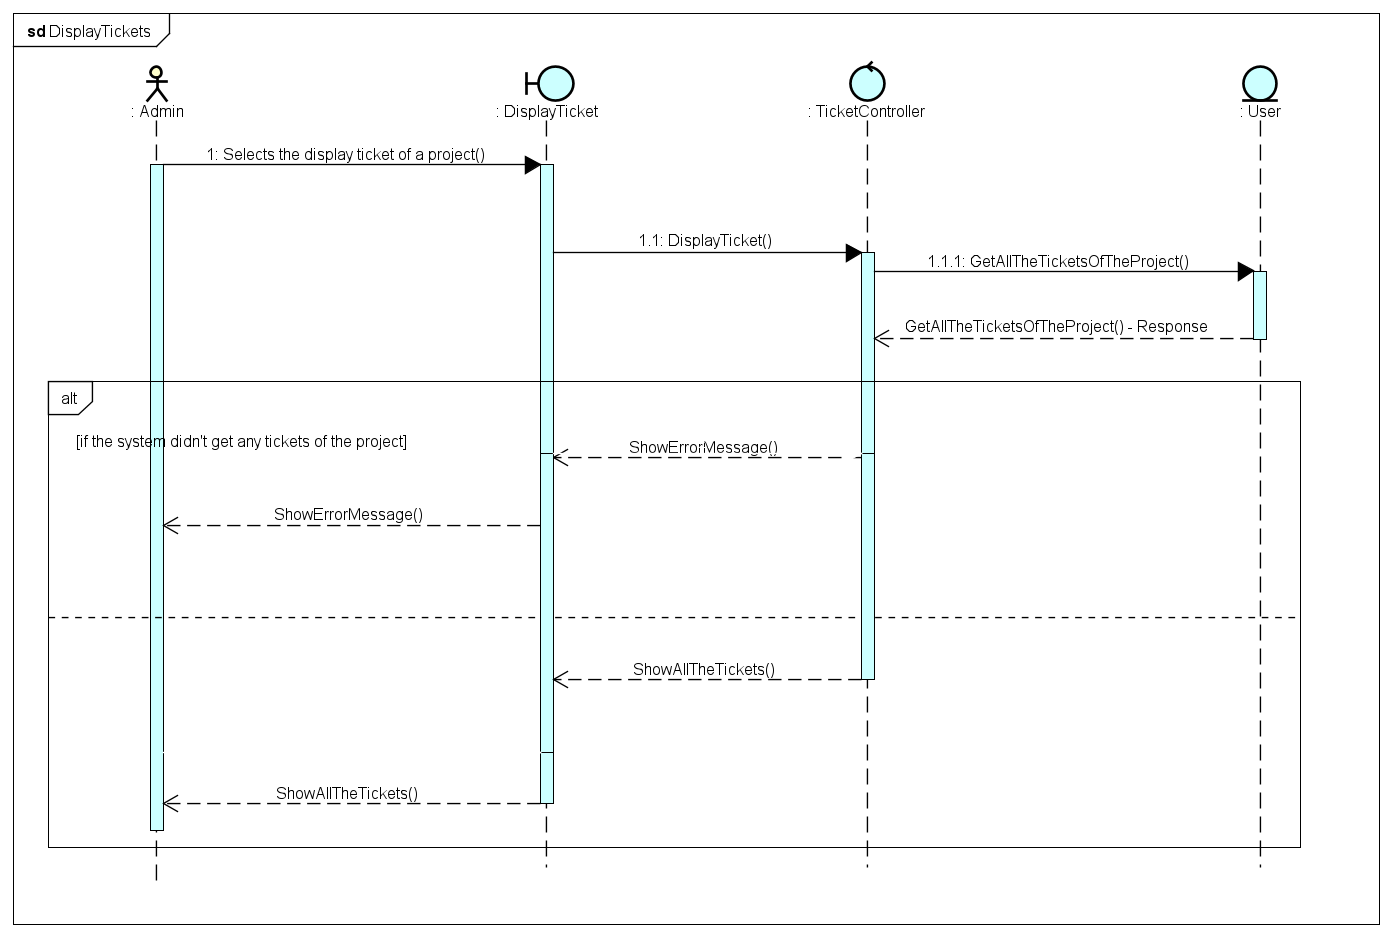 sd DisplayTickets
: Admin
: DisplayTicket
: TicketController
: User
1: Selects the display ticket of a project()
1.1: DisplayTicket()
1.1.1: GetAllTheTicketsOfTheProject()
GetAllTheTicketsOfTheProject() - Response
alt
[if the system didn't get any tickets of the project]
ShowErrorMessage()
ShowErrorMessage()
ShowAllTheTickets()
ShowAllTheTickets()